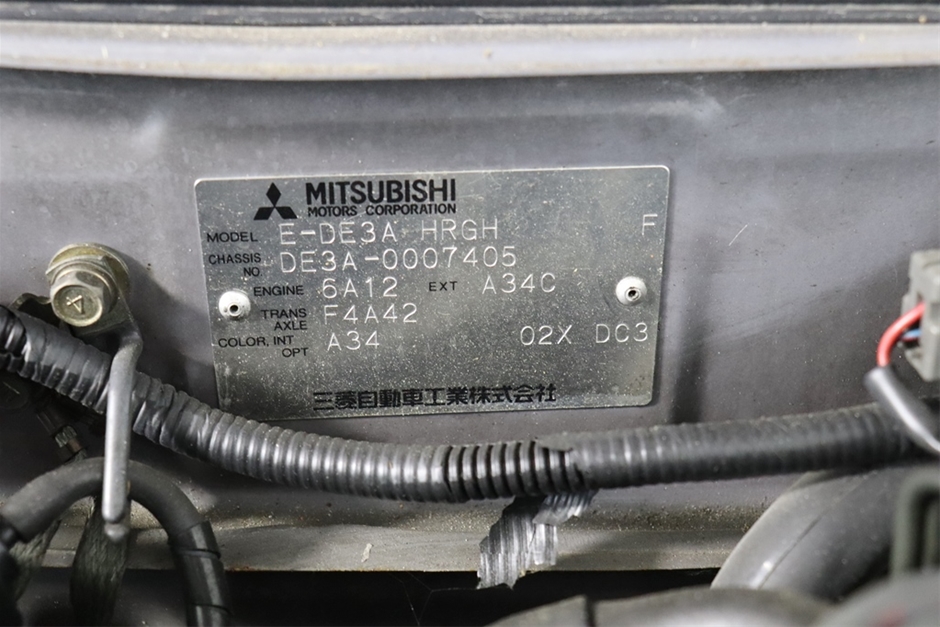 MITSUBISHI
MOTORS CORPORATION
MODEL E-DE3A HRGH F
CHASSIS NO. DE3A-0007405
ENGINE 6A12 EXT A34C
TRANS AXLE F4A42
COLOR, INT OPT A34 02X DC3
三菱自動車工業株式会社
4